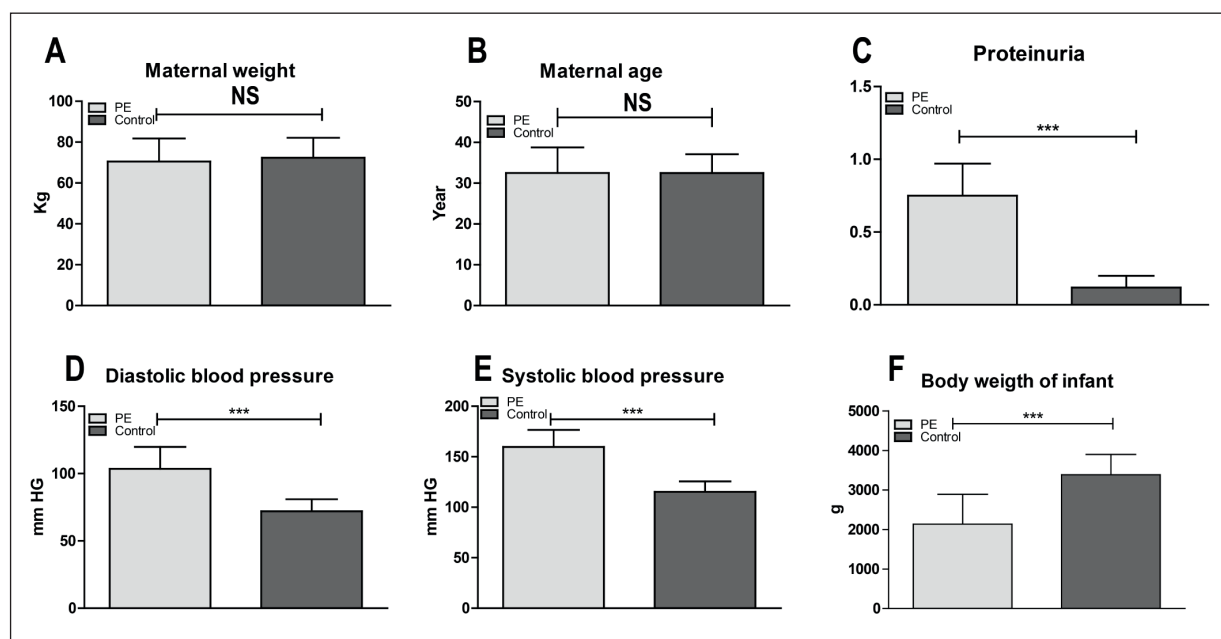 A
Maternal weight
PE
Control
NS
100
80
60
40
20
0
Kg
B
Maternal age
PE
Control
NS
50
40
30
20
10
0
Year
C
Proteinuria
PE
Control
***
1.5
1.0
0.5
0.0
D
Diastolic blood pressure
PE
Control
***
150
100
50
0
mm HG
E
Systolic blood pressure
PE
Control
***
200
150
100
50
0
mm HG
F
Body weigth of infant
PE
Control
***
5000
4000
3000
2000
1000
0
g